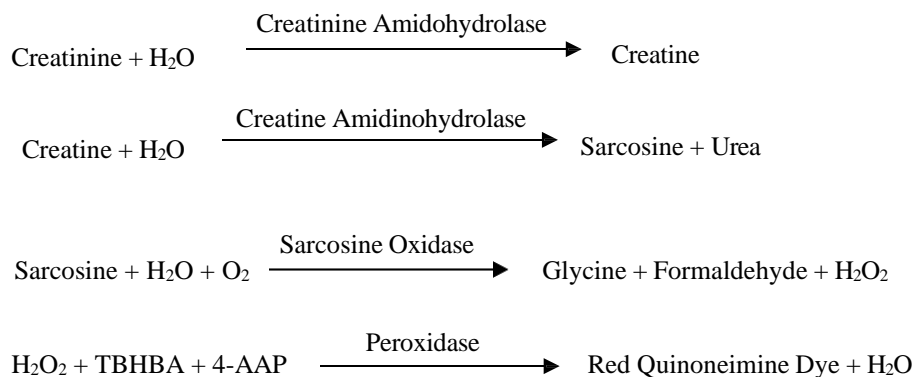 Creatinine Amidohydrolase
Creatinine + H₂O Creatine
Creatine Amidinohydrolase
Creatine + H₂O Sarcosine + Urea
Sarcosine Oxidase
Sarcosine + H₂O + O₂ Glycine + Formaldehyde + H₂O₂
Peroxidase
H₂O₂ + TBHBA + 4-AAP Red Quinoneimine Dye + H₂O